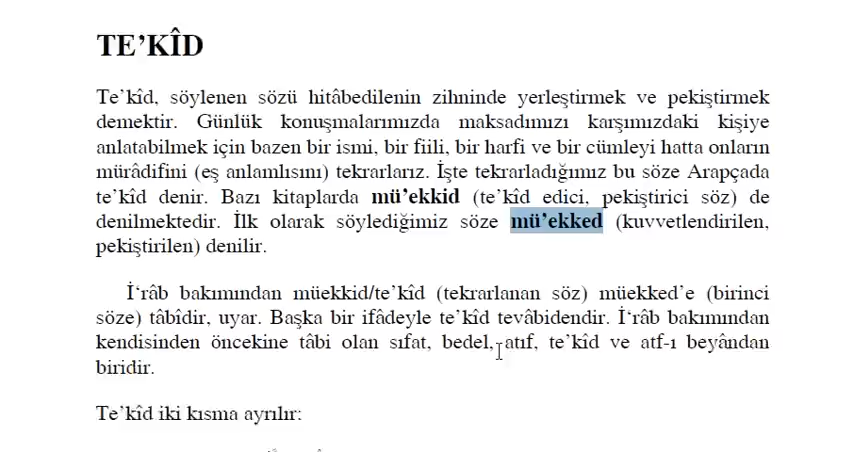 TE’KÎD
Te’kîd, söylenen sözü hitâbedilenin zihninde yerleştirmek ve pekiştirmek
demektir. Günlük konuşmalarımızda maksadımızı karşımızdaki kişiye
anlatabilmek için bazen bir ismi, bir fiili, bir harfi ve bir cümleyi hatta onların
mürâdifini (eş anlamlısını) tekrarlarız. İşte tekrarladığımız bu söze Arapçada
te’kîd denir. Bazı kitaplarda mü’ekkid (te’kîd edici, pekiştirici söz) de
denilmektedir. İlk olarak söylediğimiz söze mü’ekked (kuvvetlendirilen,
pekiştirilen) denilir.
İ‘râb bakımından müekkid/te’kîd (tekrarlanan söz) müekked’e (birinci
söze) tâbîdir, uyar. Başka bir ifâdeyle te’kîd tevâbidendir. İ‘râb bakımından
kendisinden öncekine tâbi olan sıfat, bedel, atıf, te’kîd ve atf-ı beyândan
biridir.
Te’kîd iki kısma ayrılır: